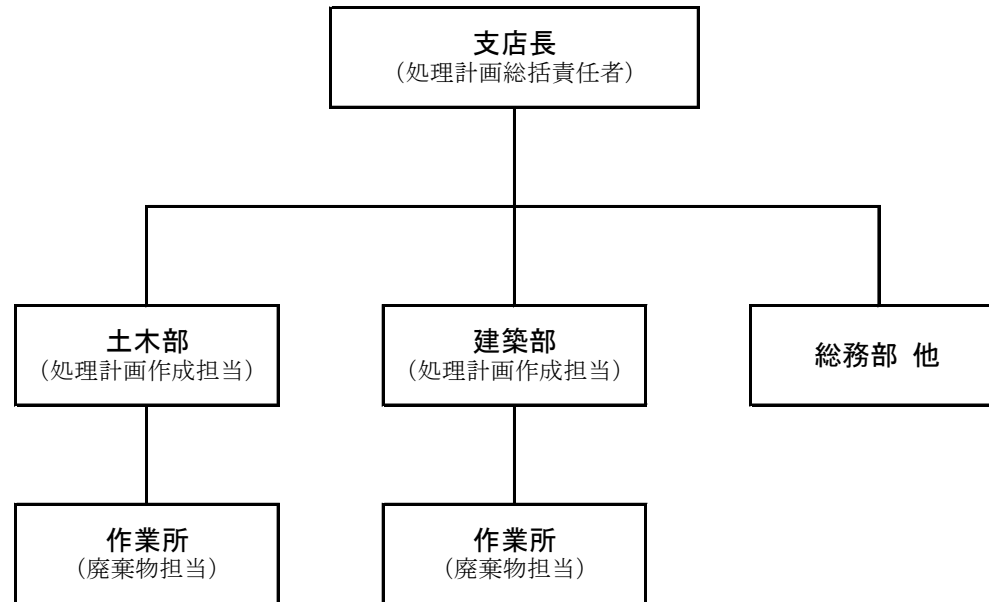 支店長
（処理計画総括責任者）
土木部
（処理計画作成担当）
建築部
（処理計画作成担当）
総務部 他
作業所
（廃棄物担当）
作業所
（廃棄物担当）